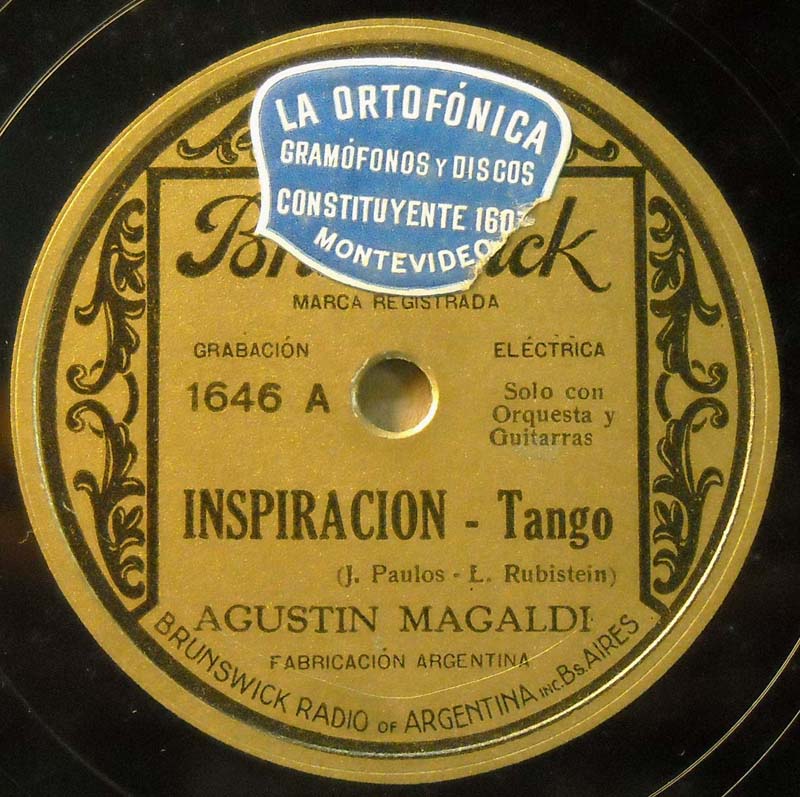 LA ORTOFÓNICA
GRAMÓFONOS Y DISCOS
CONSTITUYENTE 160
MONTEVIDEO
MARCA REGISTRADA
GRABACIÓN ELÉCTRICA
1646 A
Solo con
Orquesta y
Guitarras
INSPIRACION - Tango
(J. Paulos - L. Rubistein)
AGUSTIN MAGALDI
FABRICACIÓN ARGENTINA
BRUNSWICK RADIO OF ARGENTINA INC. Bs. AIRES